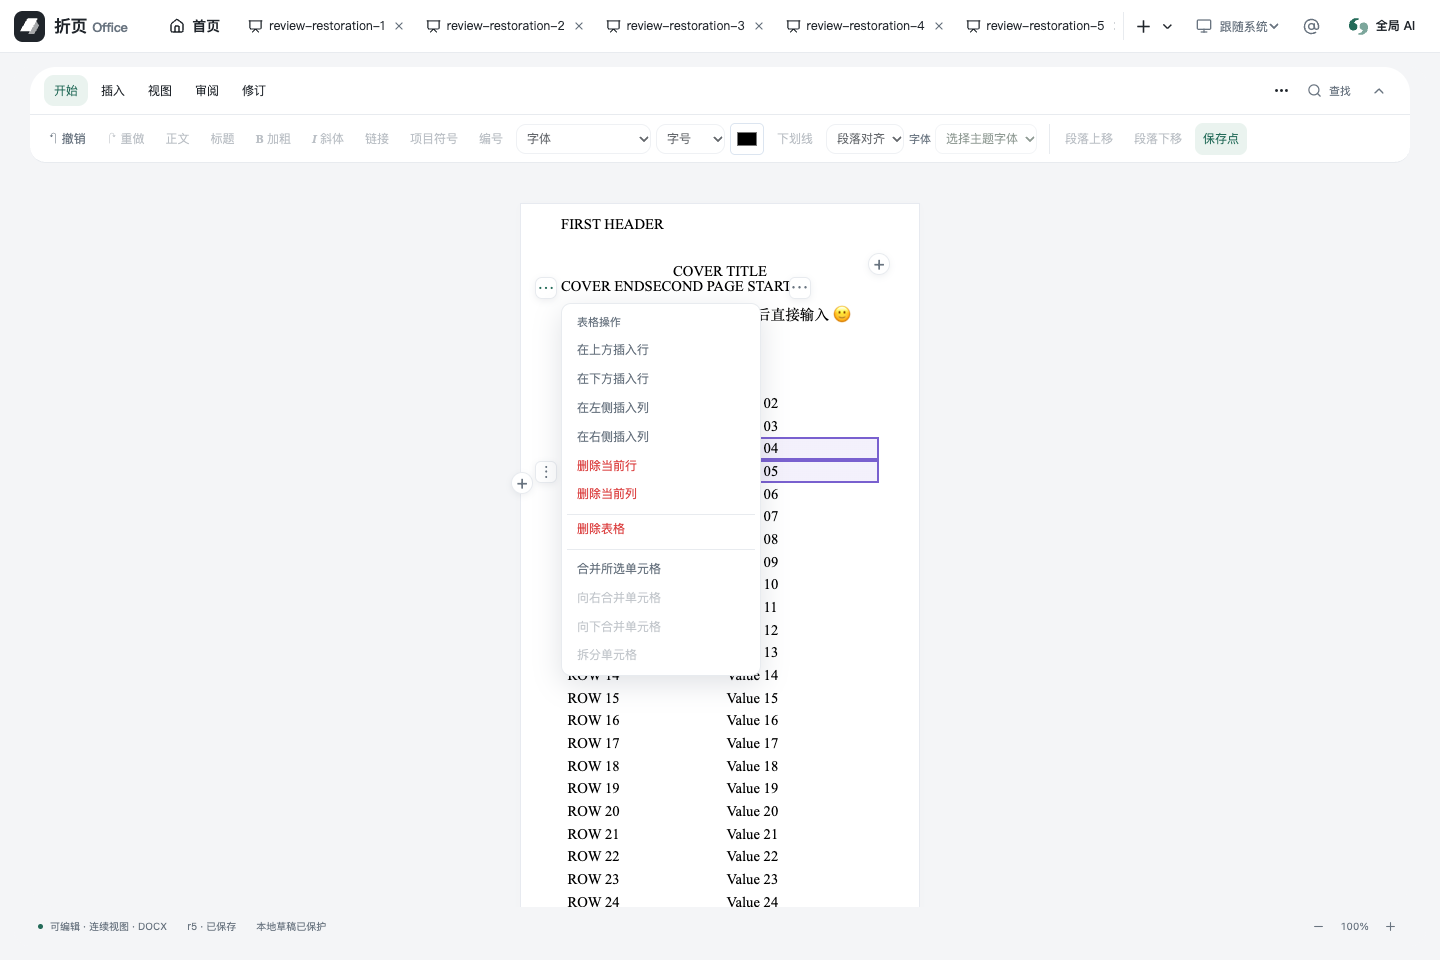 折页 Office 首页 review-restoration-1 review-restoration-2 review-restoration-3 review-restoration-4 review-restoration-5 跟随系统 全局 AI
开始 插入 视图 审阅 修订 查找
撤销 重做 正文 标题 B 加粗 I 斜体 链接 项目符号 编号 字体 字号 下划线 段落对齐 字体 选择主题字体 段落上移 段落下移 保存点
FIRST HEADER
COVER TITLE
COVER ENDSECOND PAGE START
后直接输入 🙂
表格操作
在上方插入行
在下方插入行
在左侧插入列
在右侧插入列
删除当前行
删除当前列
删除表格
合并所选单元格
向右合并单元格
向下合并单元格
拆分单元格
02
03
04
05
06
07
08
09
10
11
12
13
ROW 14 Value 14
ROW 15 Value 15
ROW 16 Value 16
ROW 17 Value 17
ROW 18 Value 18
ROW 19 Value 19
ROW 20 Value 20
ROW 21 Value 21
ROW 22 Value 22
ROW 23 Value 23
ROW 24 Value 24
可编辑 · 连续视图 · DOCX r5 · 已保存 本地草稿已保护 100%